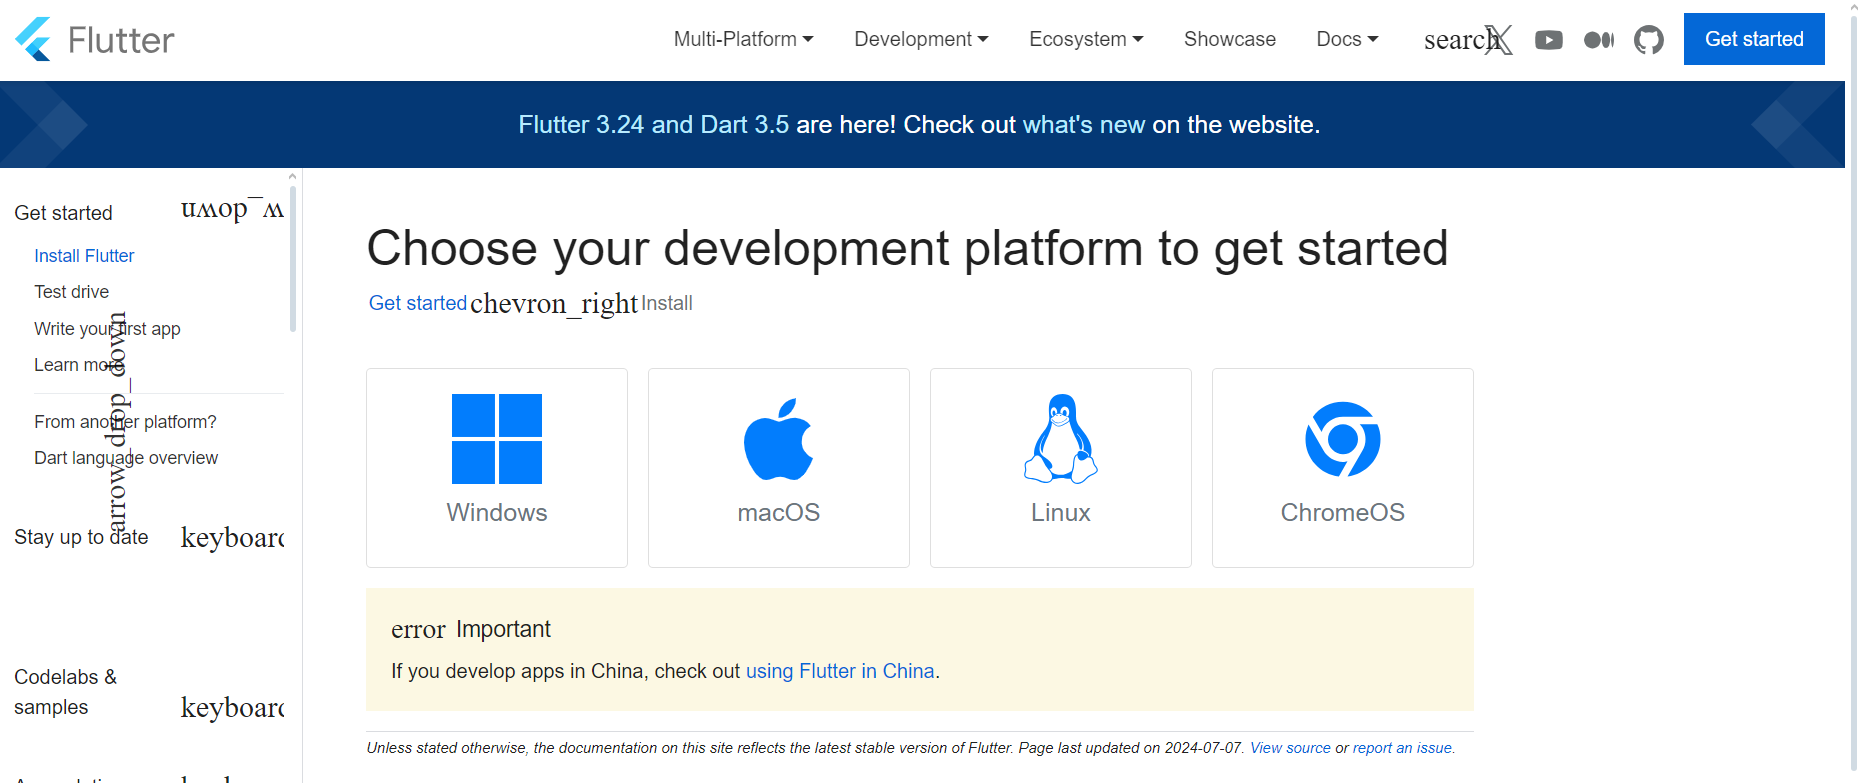 Flutter
Multi-Platform Development Ecosystem Showcase Docs search Get started
Flutter 3.24 and Dart 3.5 are here! Check out what's new on the website.
Get started
Install Flutter
Test drive
Write your first app
Learn more
arrow_drop_down
From another platform?
Dart language overview
Stay up to date keyboard
Codelabs &
samples keyboard
Choose your development platform to get started
Get started chevron_right Install
Windows macOS Linux ChromeOS
error Important
If you develop apps in China, check out using Flutter in China.
Unless stated otherwise, the documentation on this site reflects the latest stable version of Flutter. Page last updated on 2024-07-07. View source or report an issue.